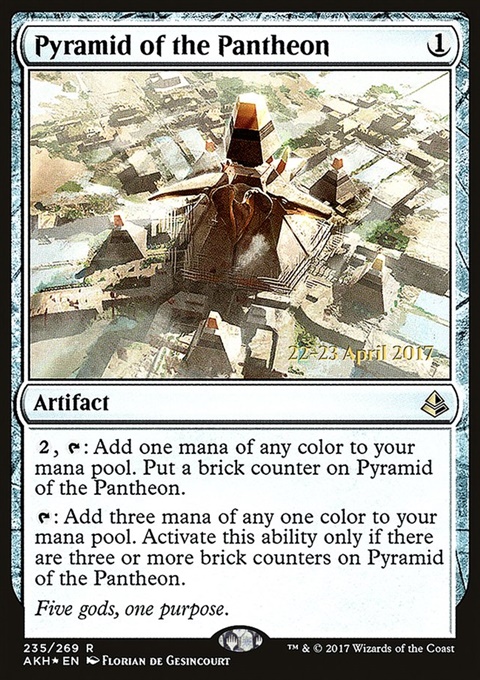 Pyramid of the Pantheon 1
22–23 April 2017
Artifact
2, : Add one mana of any color to your
mana pool. Put a brick counter on Pyramid
of the Pantheon.
: Add three mana of any one color to your
mana pool. Activate this ability only if there
are three or more brick counters on Pyramid
of the Pantheon.
Five gods, one purpose.
235/269 R
AKH★EN Florian de Gesincourt
™ & © 2017 Wizards of the Coast